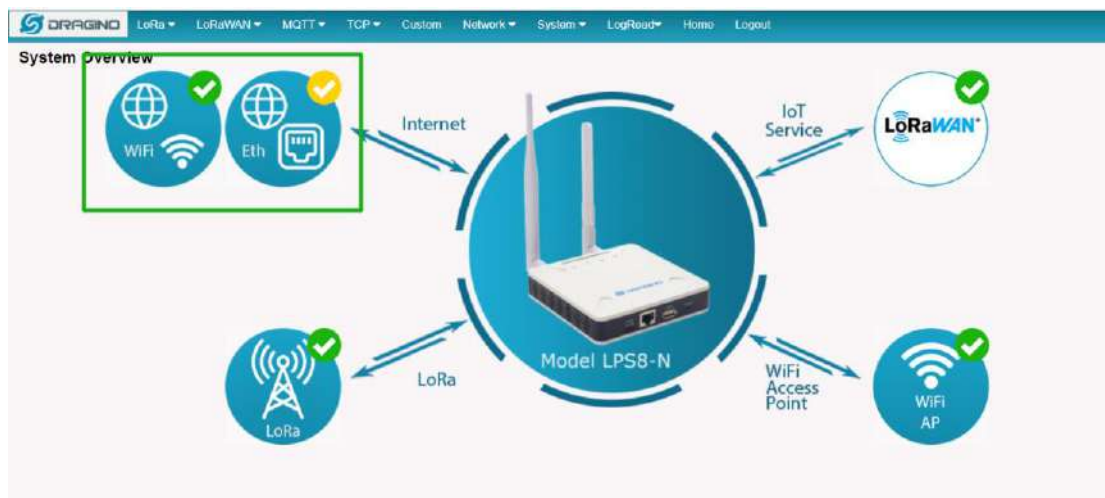 DRAGINO LoRa LoRaWAN MQTT TCP Custom Network System LogRead Home Logout
System Overview
WiFi
Eth
Internet
IoT
Service
LoRaWAN
Model LPS8-N
LoRa
LoRa
WiFi
Access
Point
WiFi
AP